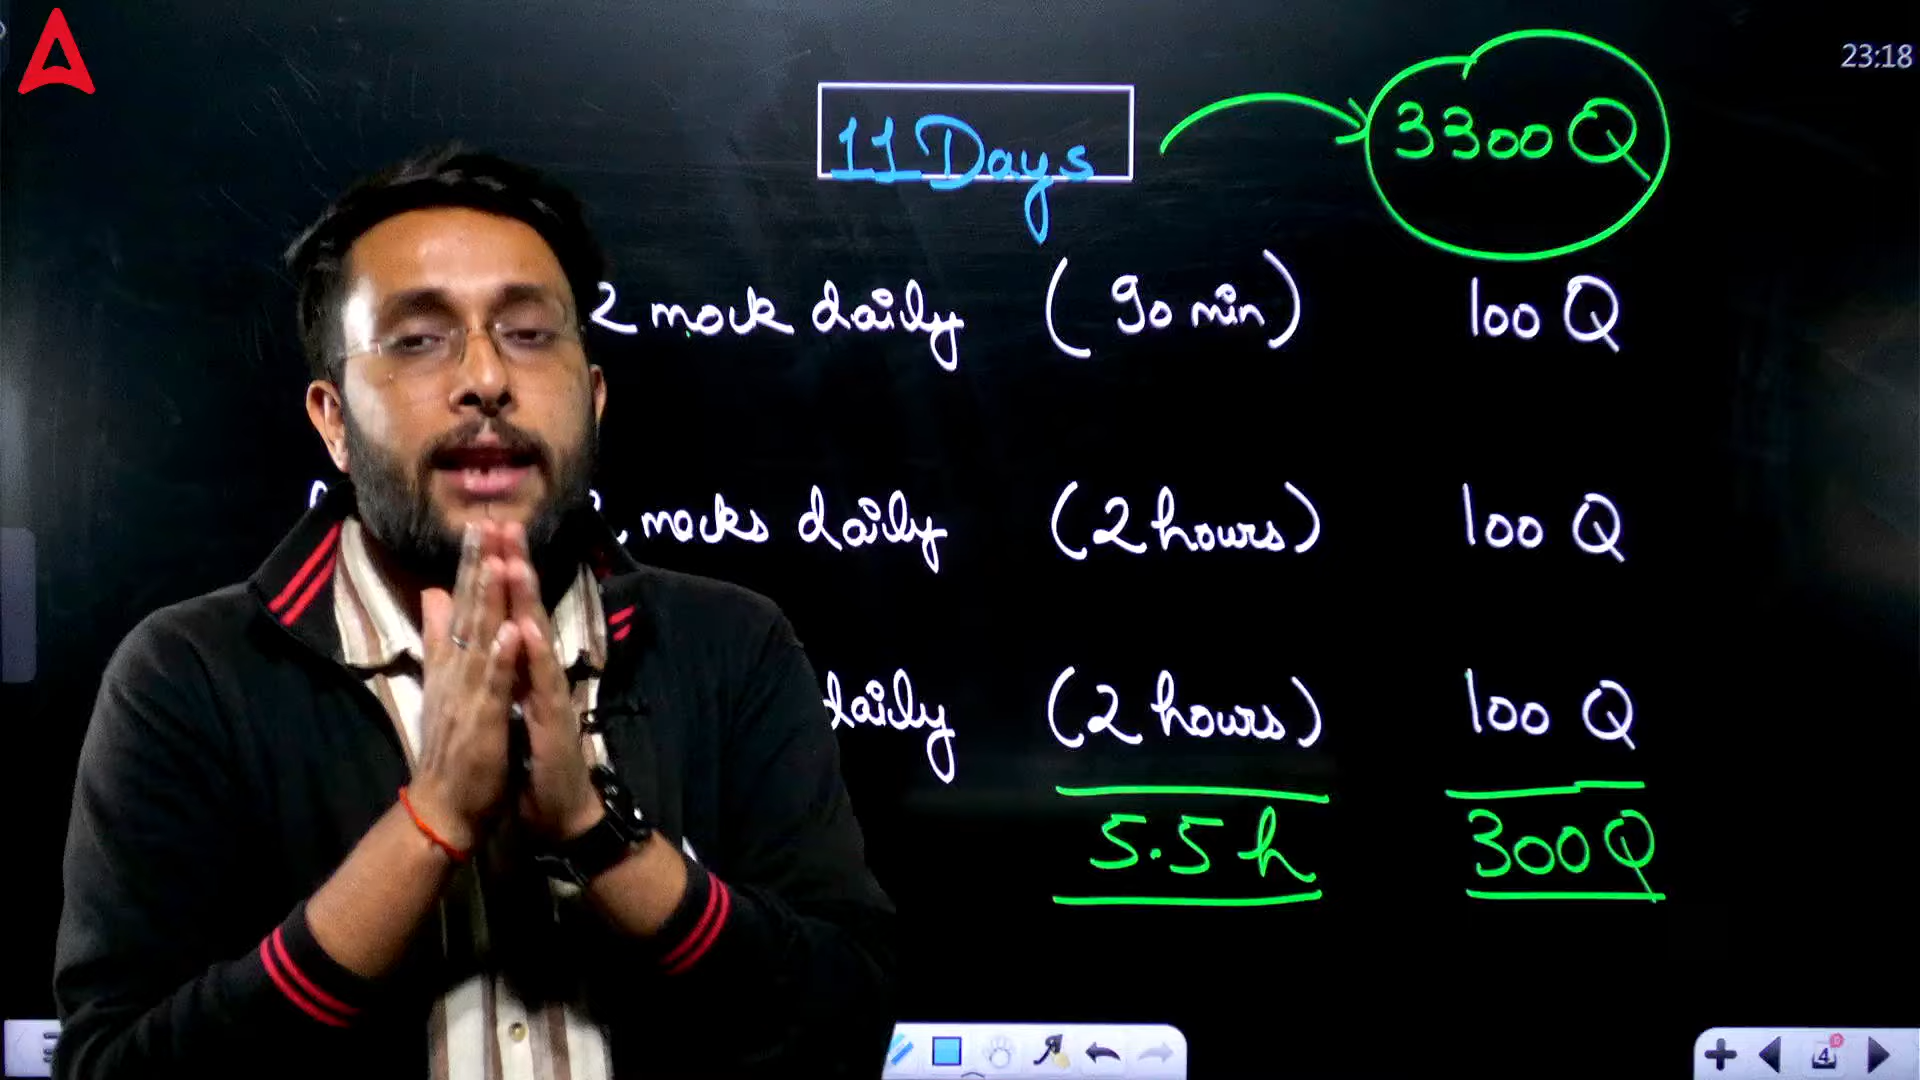 23:18
11 Days
3300 Q
2 mock daily (90 min) 100 Q
mocks daily (2 hours) 100 Q
daily (2 hours) 100 Q
5.5 h 300 Q
4